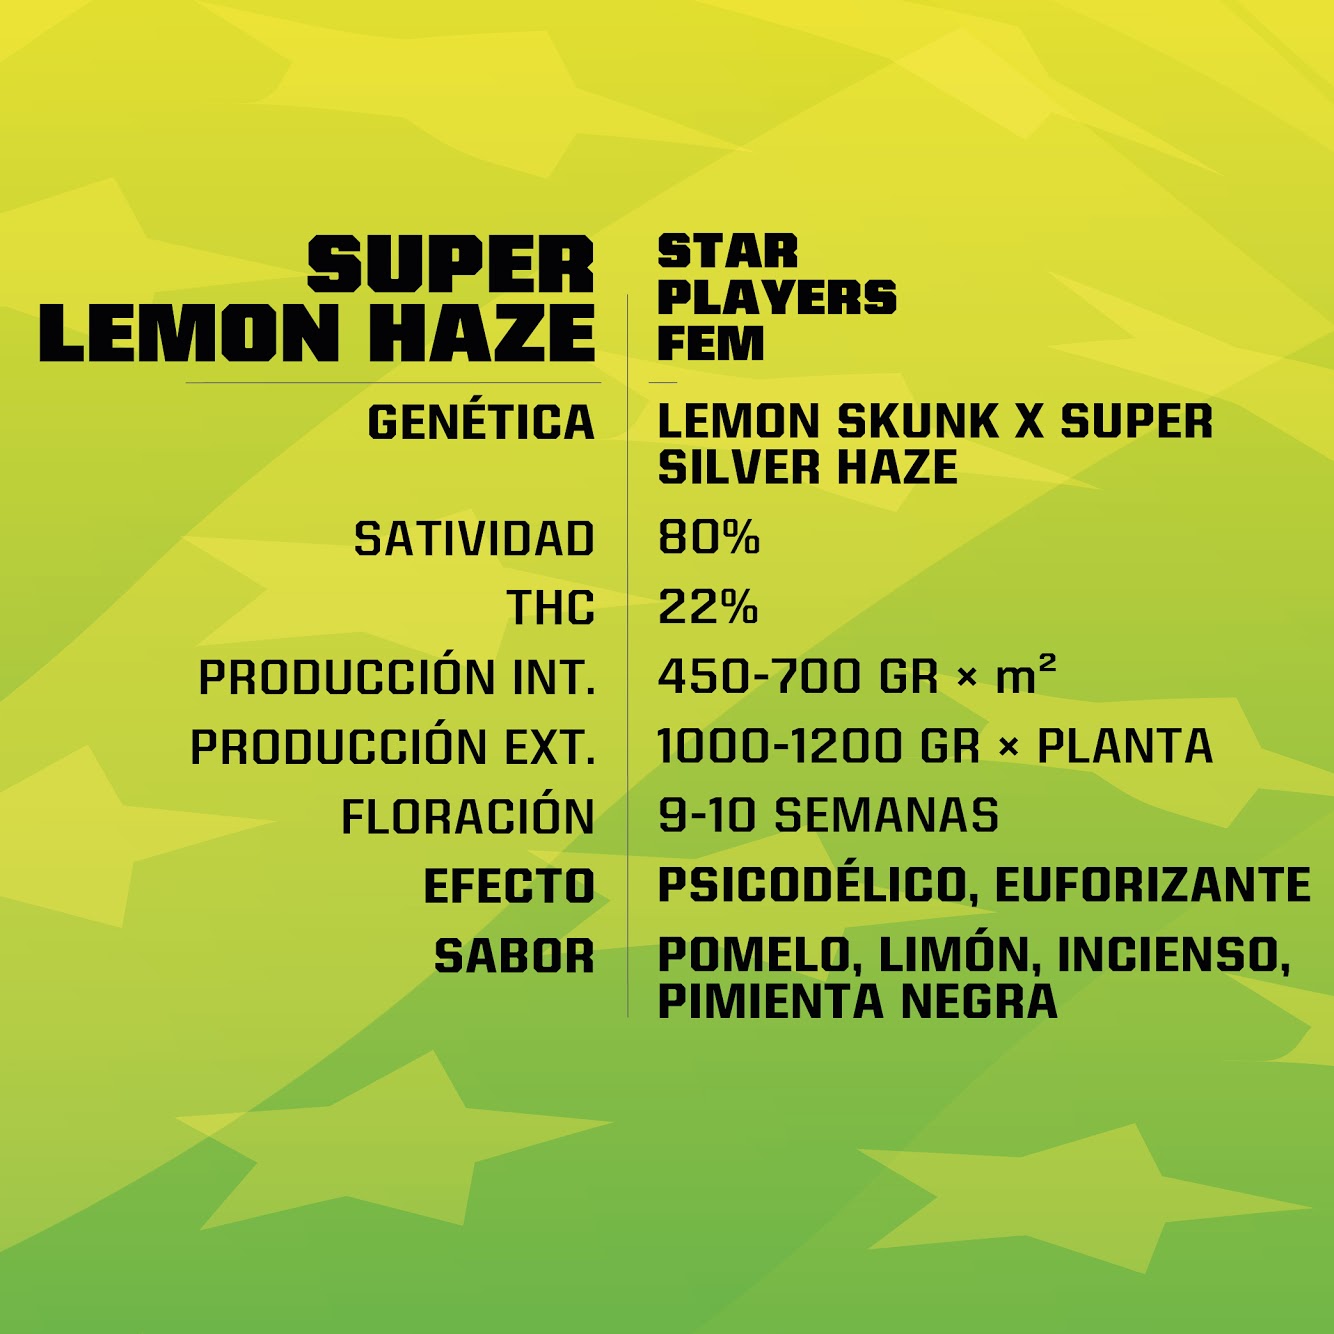 SUPER
LEMON HAZE
STAR
PLAYERS
FEM
GENÉTICA
LEMON SKUNK X SUPER
SILVER HAZE
SATIVIDAD
80%
THC
22%
PRODUCCIÓN INT.
450-700 GR × m²
PRODUCCIÓN EXT.
1000-1200 GR × PLANTA
FLORACIÓN
9-10 SEMANAS
EFECTO
PSICODÉLICO, EUFORIZANTE
SABOR
POMELO, LIMÓN, INCIENSO,
PIMIENTA NEGRA